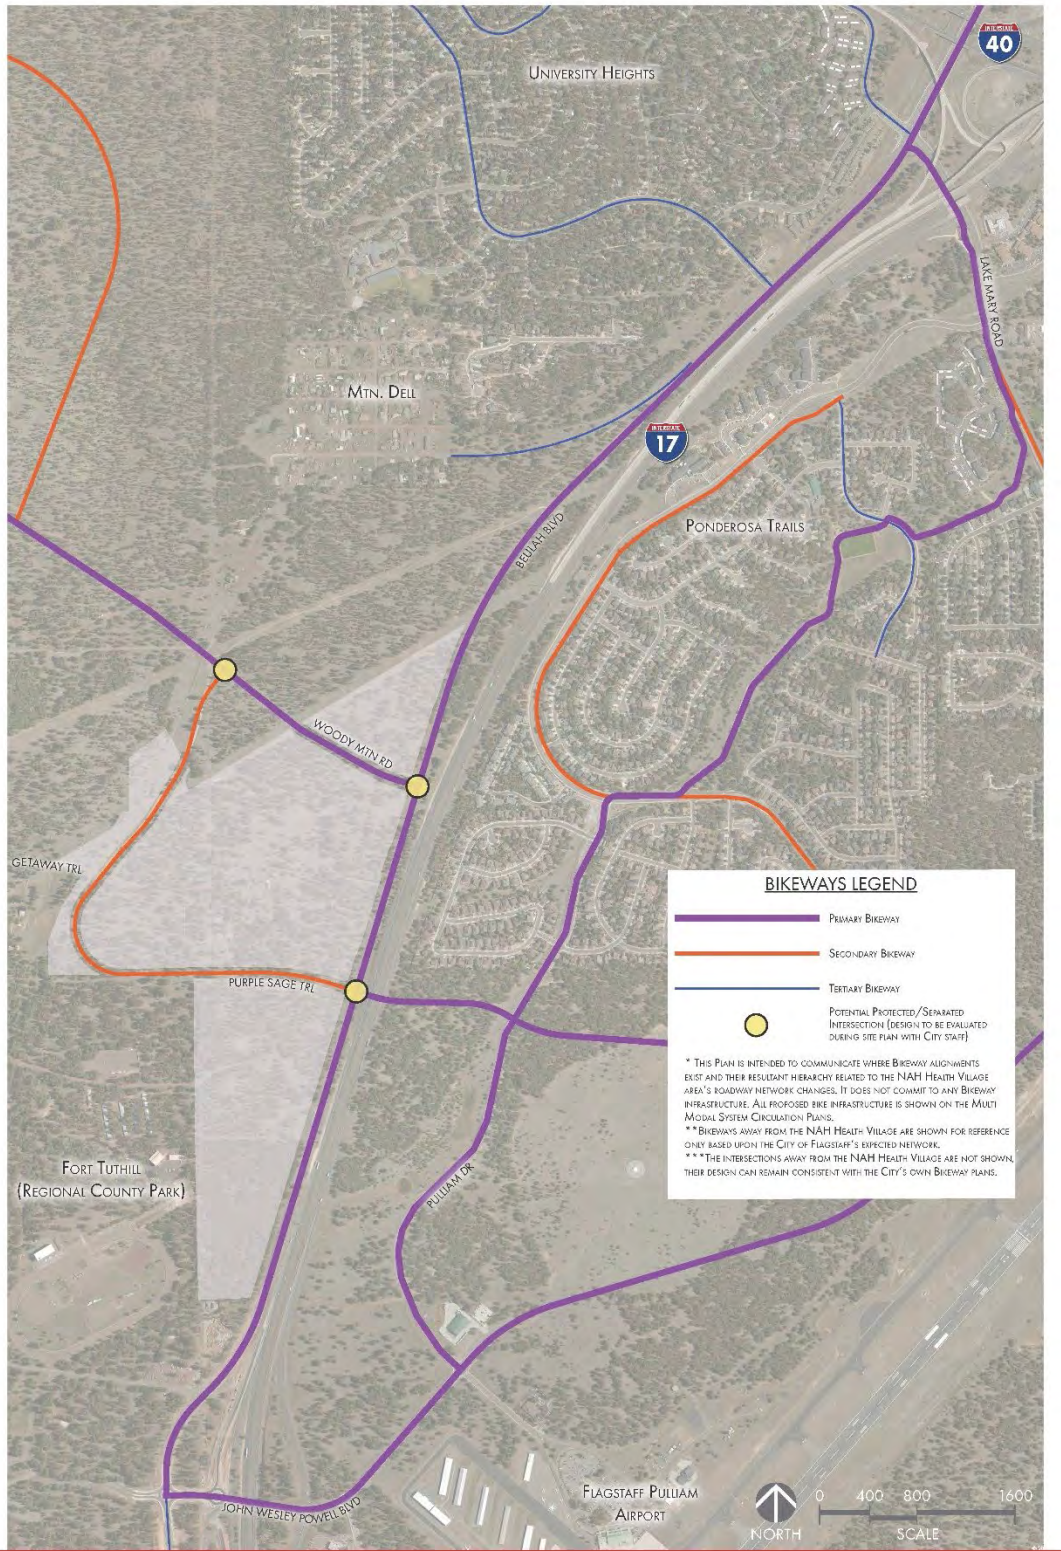 INTERSTATE
40
UNIVERSITY HEIGHTS
LAKE MARY ROAD
MTN. DELL
INTERSTATE
17
BEULAH BLVD
PONDEROSA TRAILS
WOODY MTN RD
GETAWAY TRL
PURPLE SAGE TRL
BIKEWAYS LEGEND
PRIMARY BIKEWAY
SECONDARY BIKEWAY
TERTIARY BIKEWAY
POTENTIAL PROTECTED/SEPARATED
INTERSECTION (DESIGN TO BE EVALUATED
DURING SITE PLAN WITH CITY STAFF)
* THIS PLAN IS INTENDED TO COMMUNICATE WHERE BIKEWAY ALIGNMENTS
EXIST AND THEIR RESULTANT HIERARCHY RELATED TO THE NAH HEALTH VILLAGE
AREA'S ROADWAY NETWORK CHANGES. IT DOES NOT COMMIT TO ANY BIKEWAY
INFRASTRUCTURE. ALL PROPOSED BIKE INFRASTRUCTURE IS SHOWN ON THE MULTI
MODAL SYSTEM CIRCULATION PLANS.
**BIKEWAYS AWAY FROM THE NAH HEALTH VILLAGE ARE SHOWN FOR REFERENCE
ONLY BASED UPON THE CITY OF FLAGSTAFF'S EXPECTED NETWORK.
***THE INTERSECTIONS AWAY FROM THE NAH HEALTH VILLAGE ARE NOT SHOWN,
THEIR DESIGN CAN REMAIN CONSISTENT WITH THE CITY'S OWN BIKEWAY PLANS.
FORT TUTHILL
(REGIONAL COUNTY PARK)
PULLIAM DR
JOHN WESLEY POWELL BLVD
FLAGSTAFF PULLIAM
AIRPORT
NORTH
0 400 800 1600
SCALE